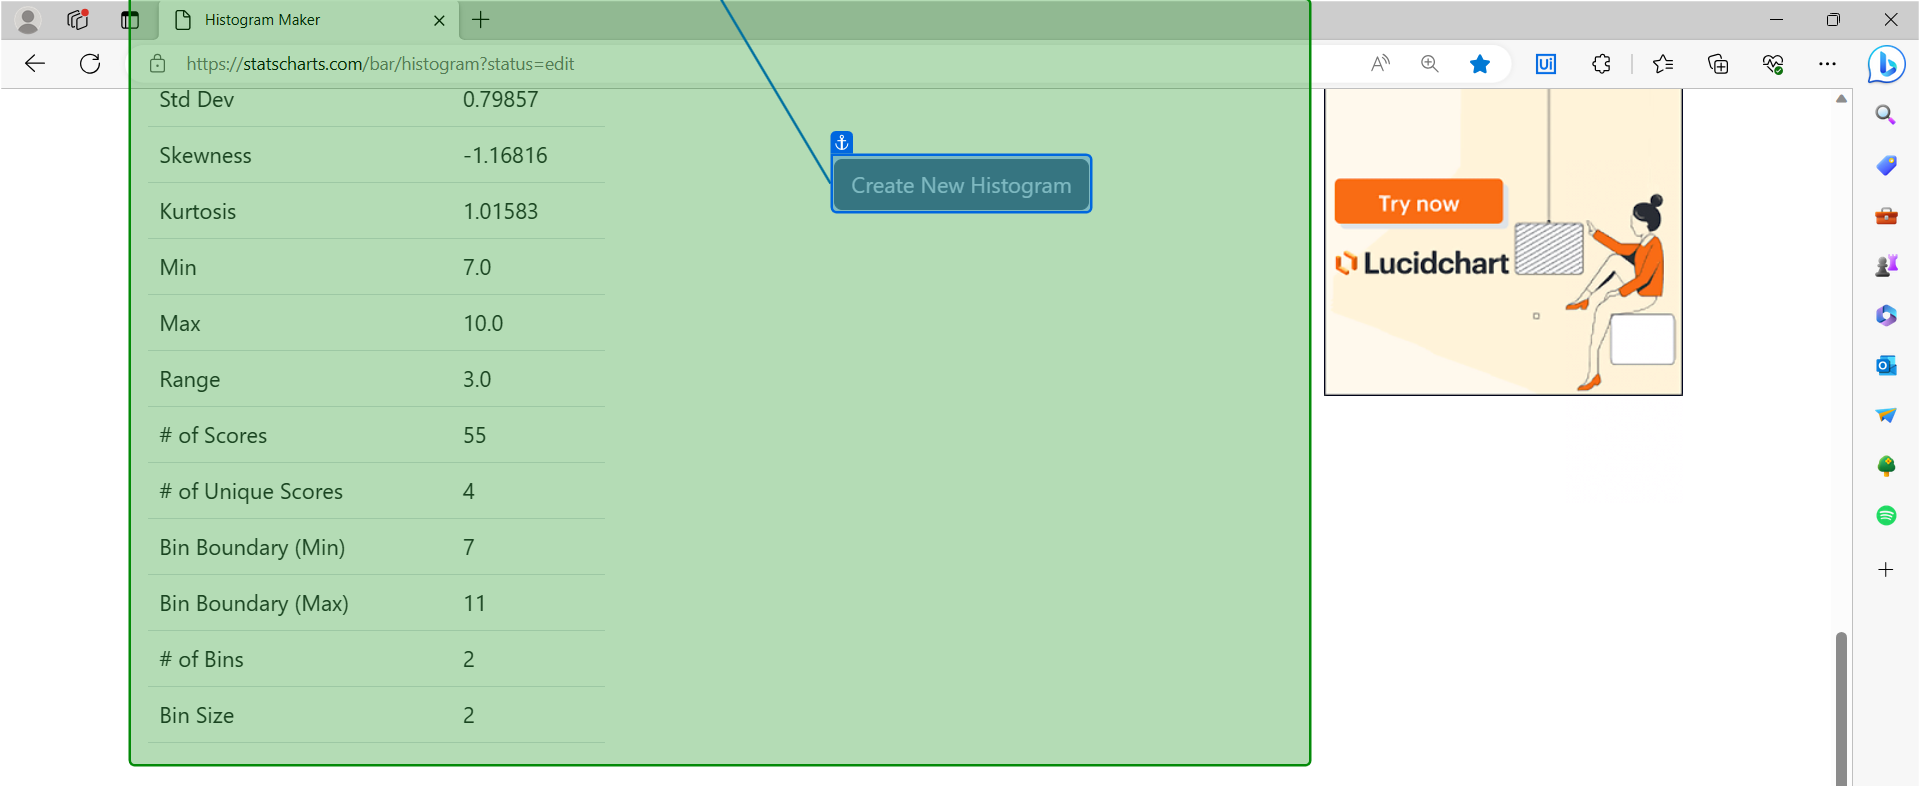 Histogram Maker
https://statscharts.com/bar/histogram?status=edit
Std Dev 0.79857
Skewness -1.16816
Kurtosis 1.01583
Min 7.0
Max 10.0
Range 3.0
# of Scores 55
# of Unique Scores 4
Bin Boundary (Min) 7
Bin Boundary (Max) 11
# of Bins 2
Bin Size 2
Create New Histogram
Try now
Lucidchart
A
Ui